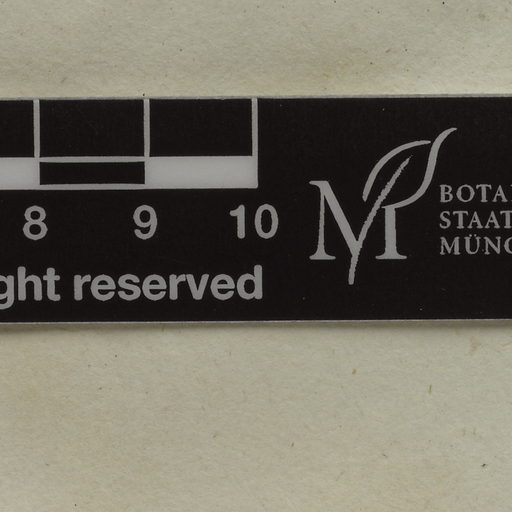 8 9 10
ght reserved
M
BOTA
STAAT
MÜNC